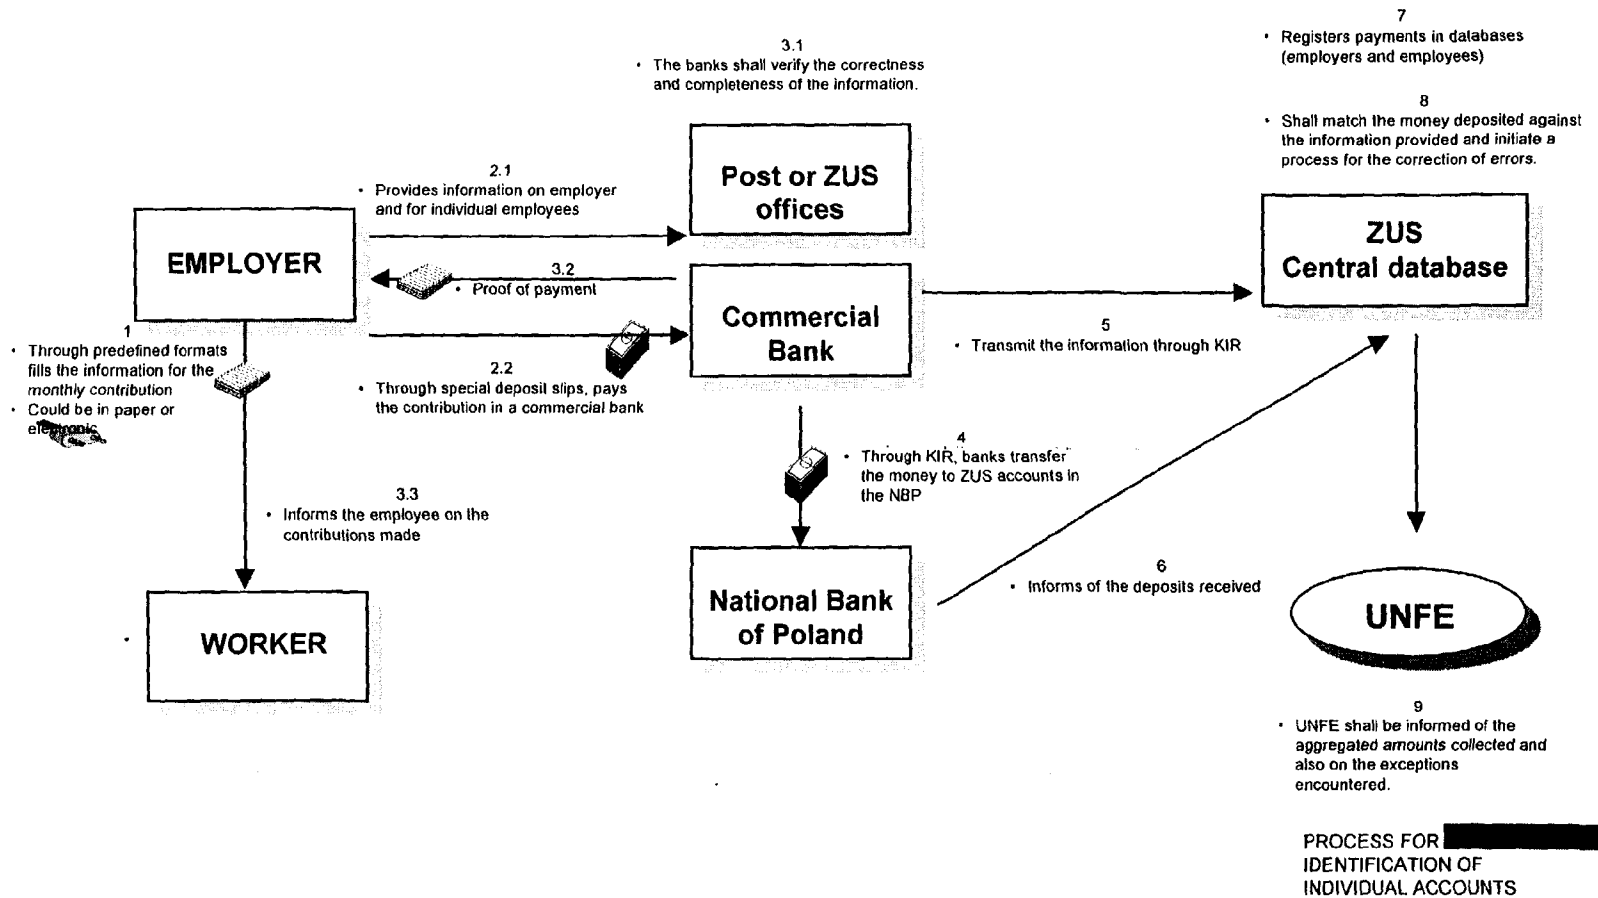 7
• Registers payments in databases
(employers and employees)
8
• Shall match the money deposited against
the information provided and initiate a
process for the correction of errors.
3.1
• The banks shall verify the correctness
and completeness of the information.
Post or ZUS
offices
2.1
• Provides information on employer
and for individual employees
EMPLOYER
ZUS
Central database
3.2
• Proof of payment
Commercial
Bank
1
• Through predefined formats
fills the information for the
monthly contribution
• Could be in paper or
electronic
2.2
• Through special deposit slips, pays
the contribution in a commercial bank
5
• Transmit the information through KIR
4
• Through KIR, banks transfer
the money to ZUS accounts in
the NBP
3.3
• Informs the employee on the
contributions made
6
• Informs of the deposits received
National Bank
of Poland
WORKER
UNFE
9
• UNFE shall be informed of the
aggregated amounts collected and
also on the exceptions
encountered.
PROCESS FOR
IDENTIFICATION OF
INDIVIDUAL ACCOUNTS